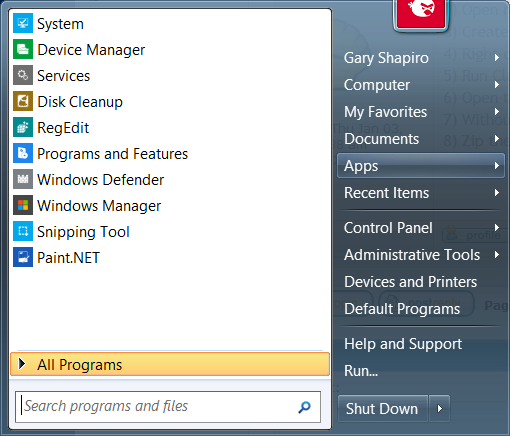 System
Device Manager
Services
Disk Cleanup
RegEdit
Programs and Features
Windows Defender
Windows Manager
Snipping Tool
Paint.NET
All Programs
Search programs and files
Gary Shapiro
Computer
My Favorites
Documents
Apps
Recent Items
Control Panel
Administrative Tools
Devices and Printers
Default Programs
Help and Support
Run...
Shut Down